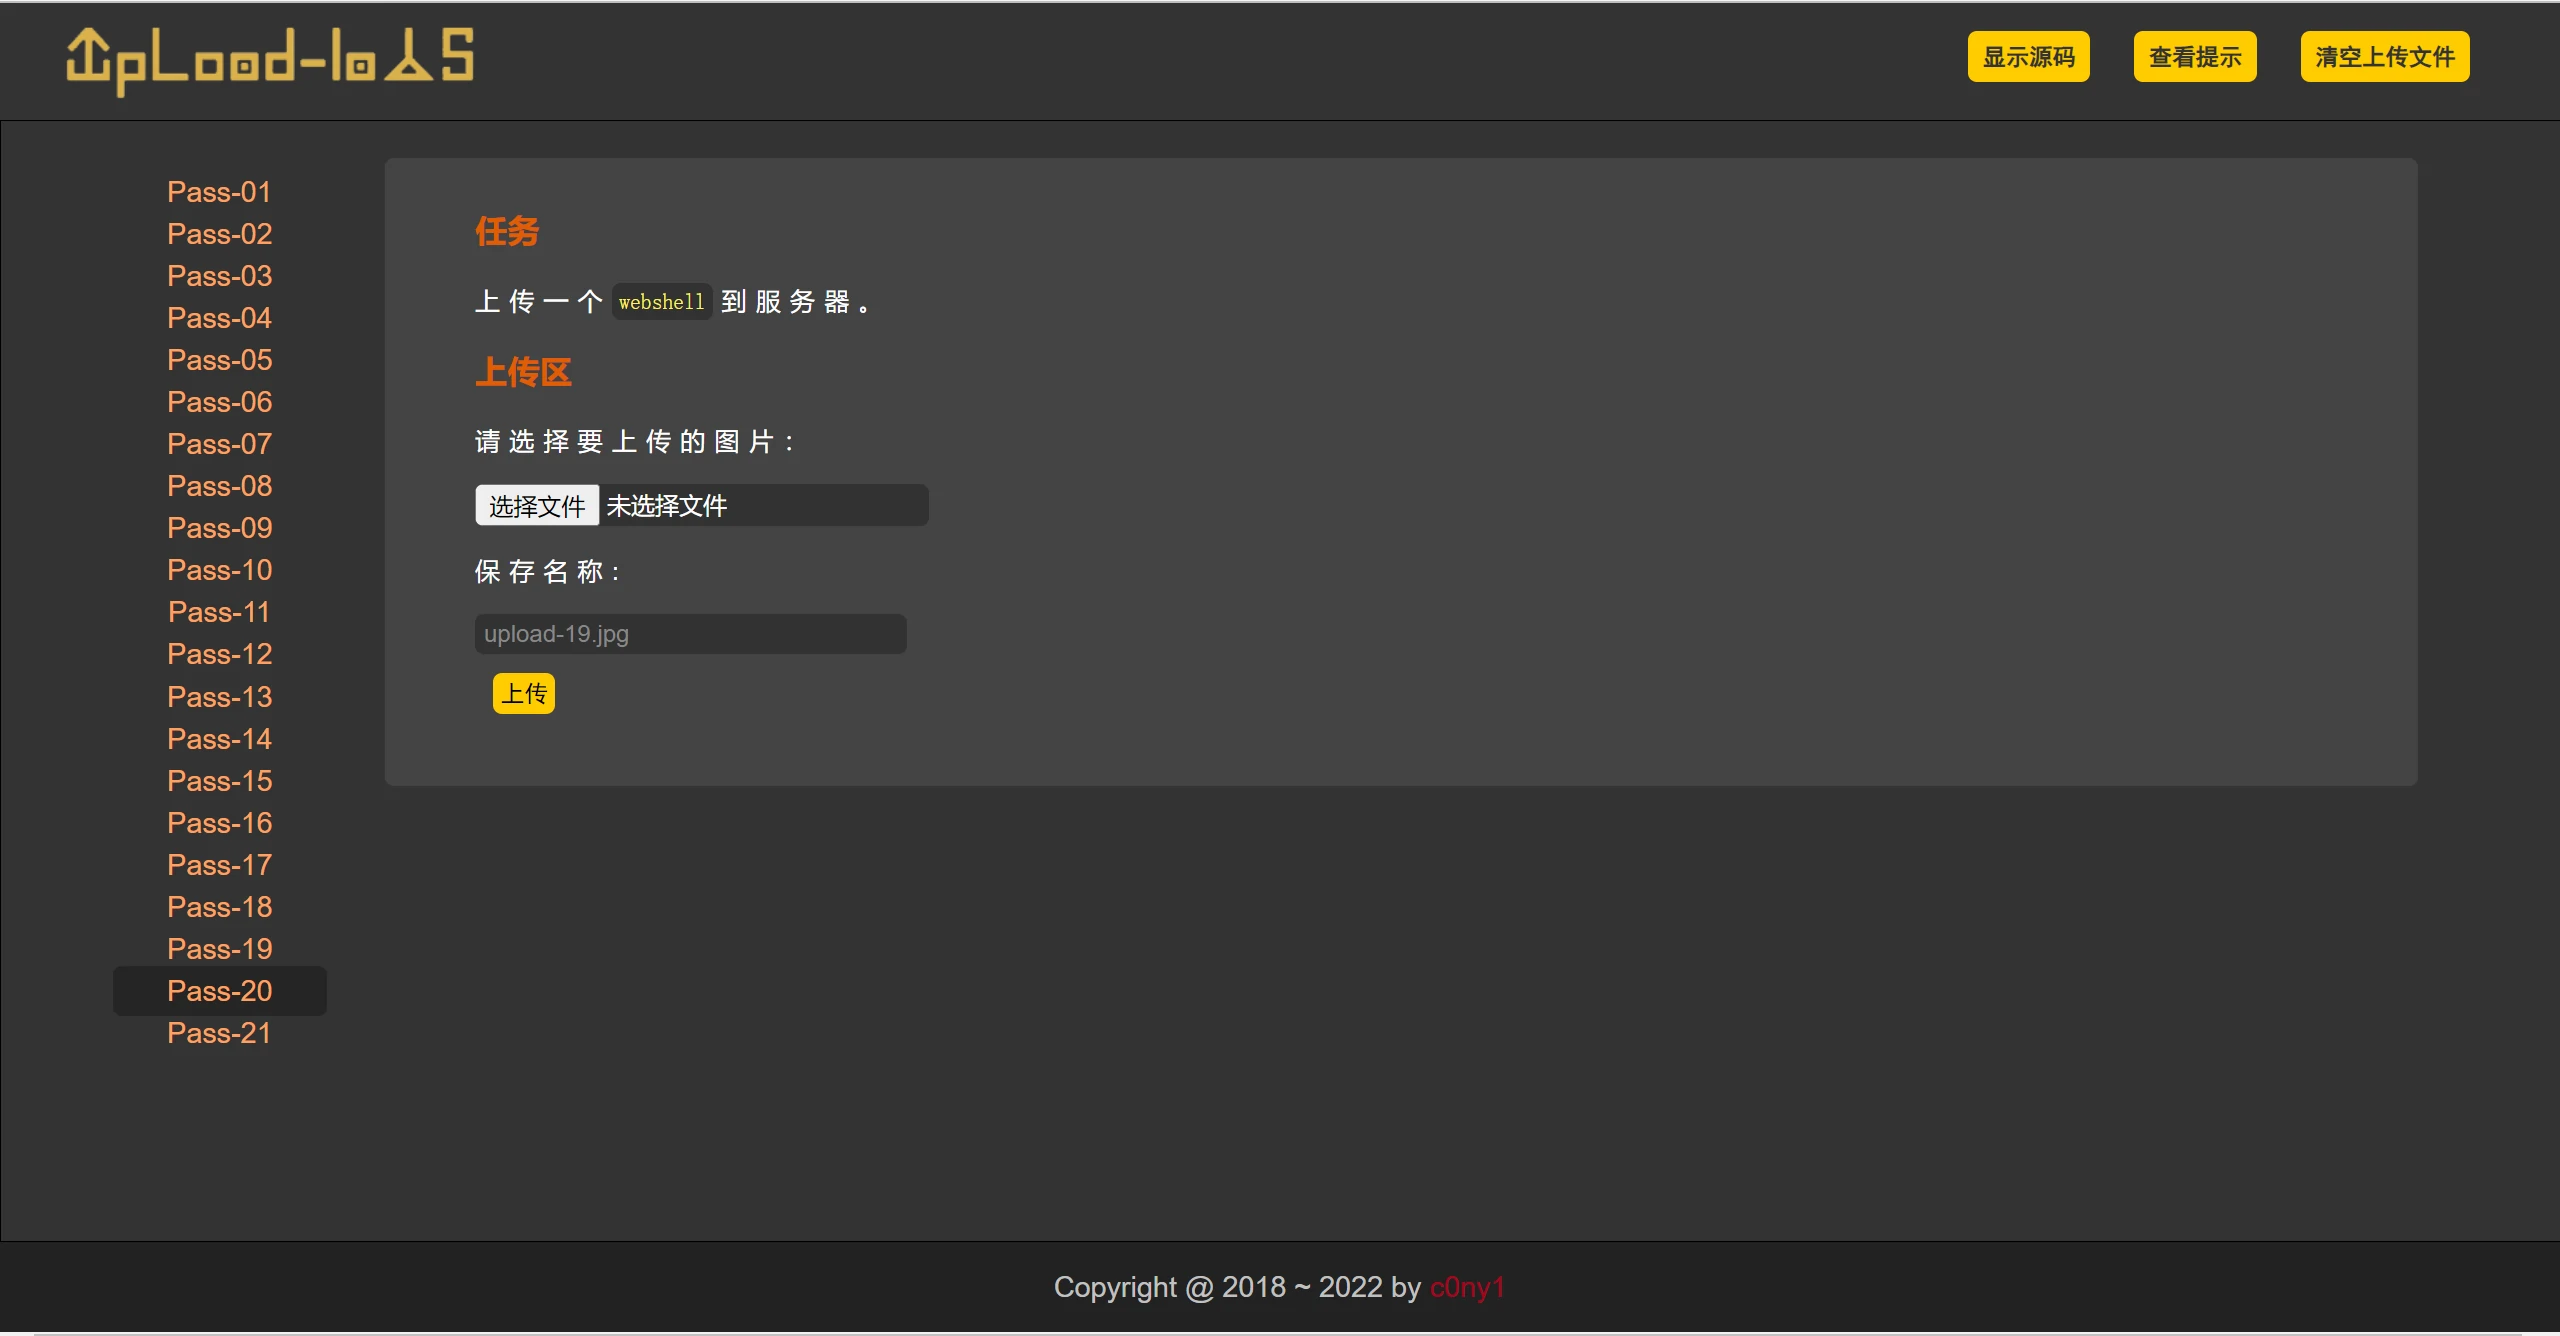 UpLoad-labs
显示源码 查看提示 清空上传文件
Pass-01
Pass-02
Pass-03
Pass-04
Pass-05
Pass-06
Pass-07
Pass-08
Pass-09
Pass-10
Pass-11
Pass-12
Pass-13
Pass-14
Pass-15
Pass-16
Pass-17
Pass-18
Pass-19
Pass-20
Pass-21
任务
上传一个 webshell 到服务器。
上传区
请选择要上传的图片：
选择文件 未选择文件
保存名称：
upload-19.jpg
上传
Copyright @ 2018 ~ 2022 by c0ny1